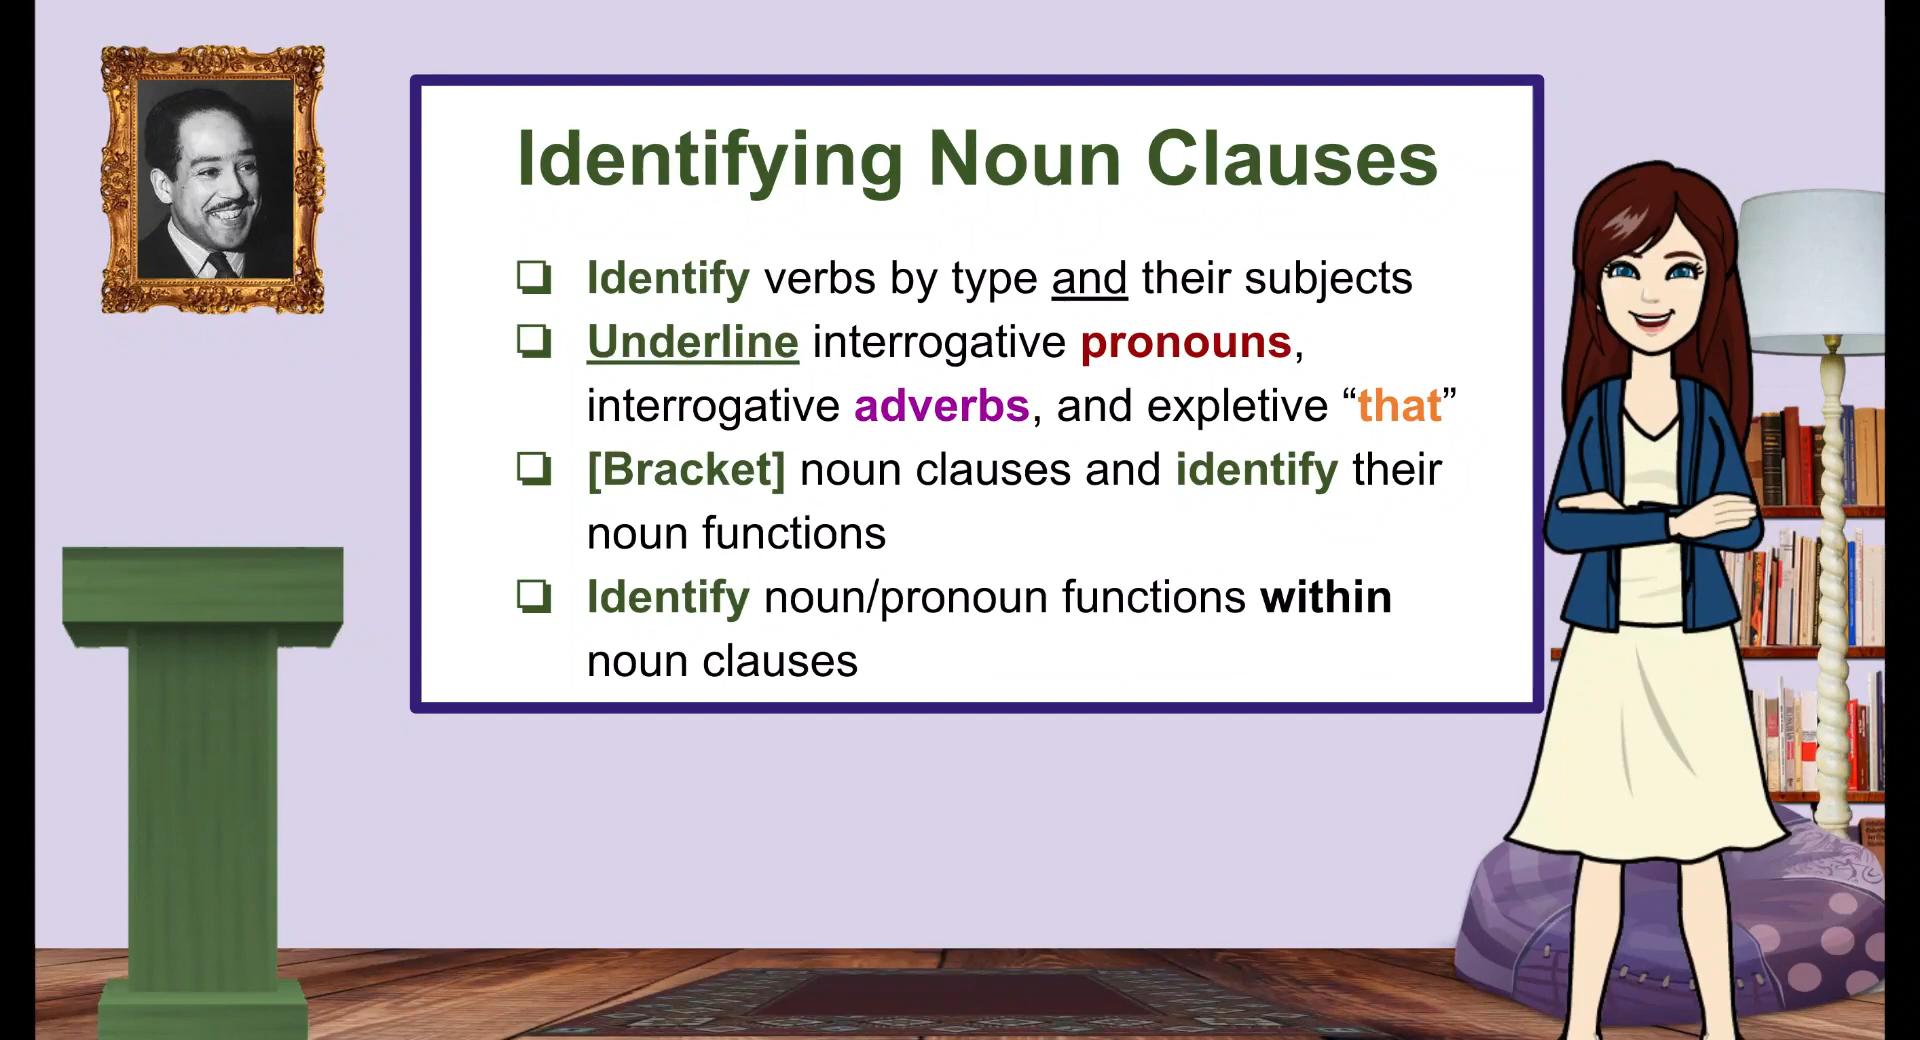 Identifying Noun Clauses
❏ Identify verbs by type and their subjects
❏ Underline interrogative pronouns,
interrogative adverbs, and expletive “that”
❏ [Bracket] noun clauses and identify their
noun functions
❏ Identify noun/pronoun functions within
noun clauses